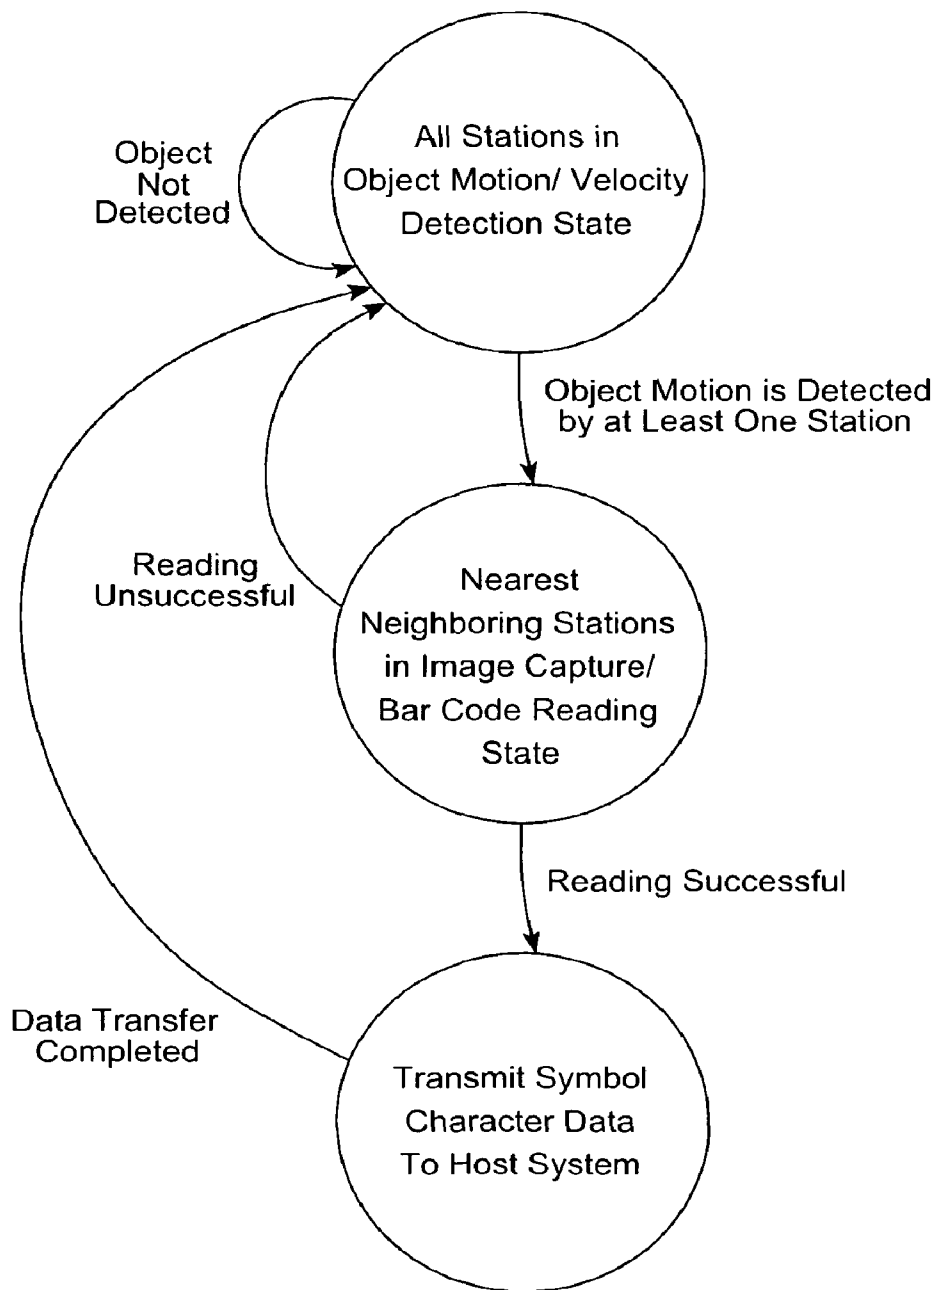 All Stations in
Object Motion/ Velocity
Detection State
Object
Not
Detected
Object Motion is Detected
by at Least One Station
Reading
Unsuccessful
Nearest
Neighboring Stations
in Image Capture/
Bar Code Reading
State
Reading Successful
Data Transfer
Completed
Transmit Symbol
Character Data
To Host System